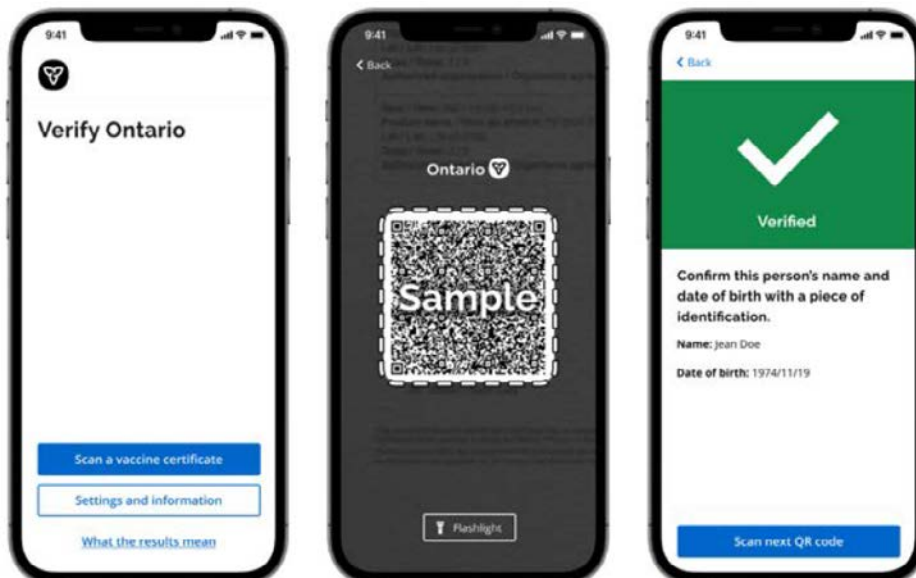 9:41
Verify Ontario
Scan a vaccine certificate
Settings and information
What the results mean
9:41
Back
Ontario
Sample
Flashlight
9:41
Back
Verified
Confirm this person's name and
date of birth with a piece of
identification.
Name: Jean Doe
Date of birth: 1974/11/19
Scan next QR code